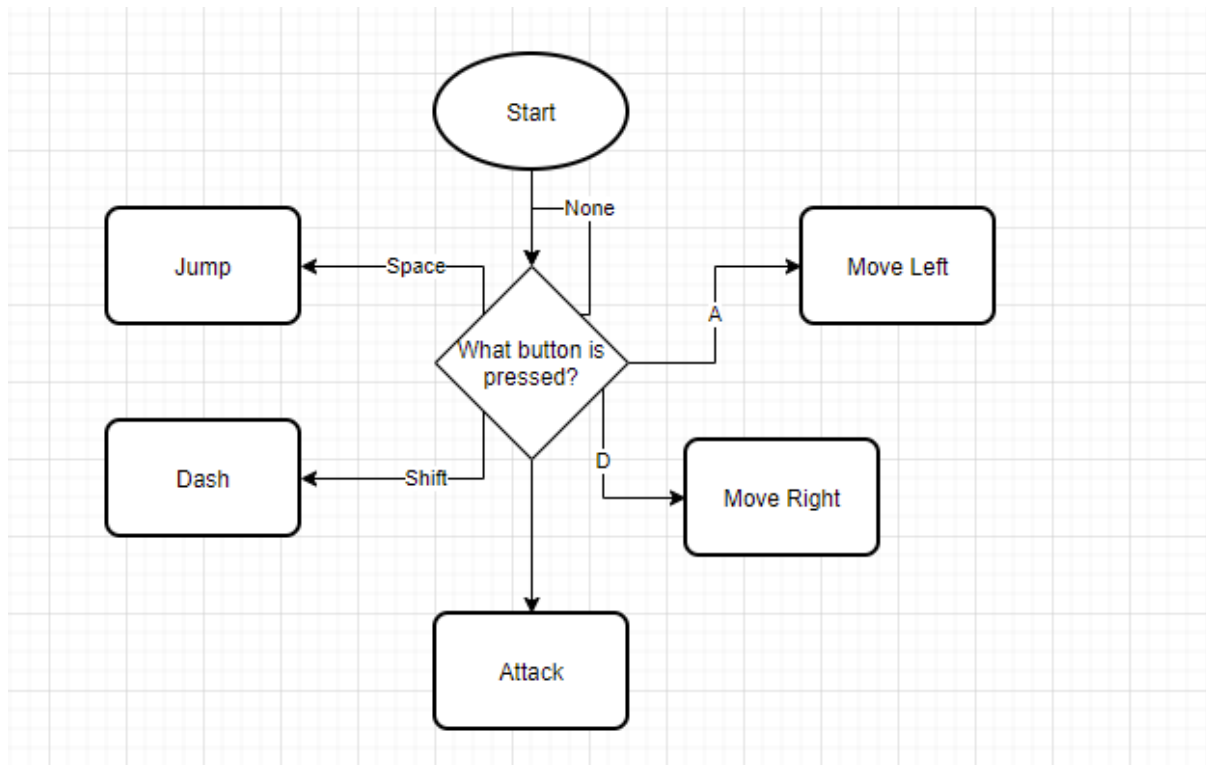 Start
None
Jump
Space
Move Left
A
What button is
pressed?
D
Dash
Shift
Move Right
Attack